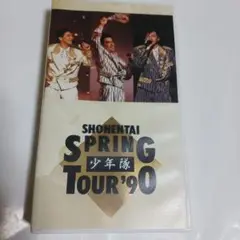 SHONENTAI
SPRING
少年隊
TOUR'90